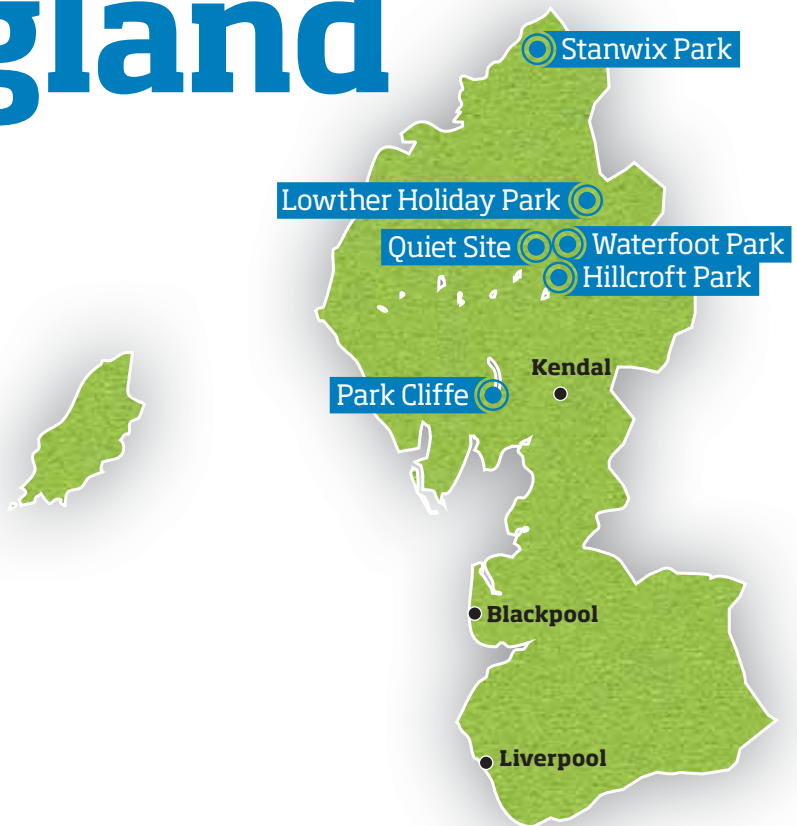 gland
Stanwix Park
Lowther Holiday Park
Quiet Site
Waterfoot Park
Hillcroft Park
Kendal
Park Cliffe
Blackpool
Liverpool